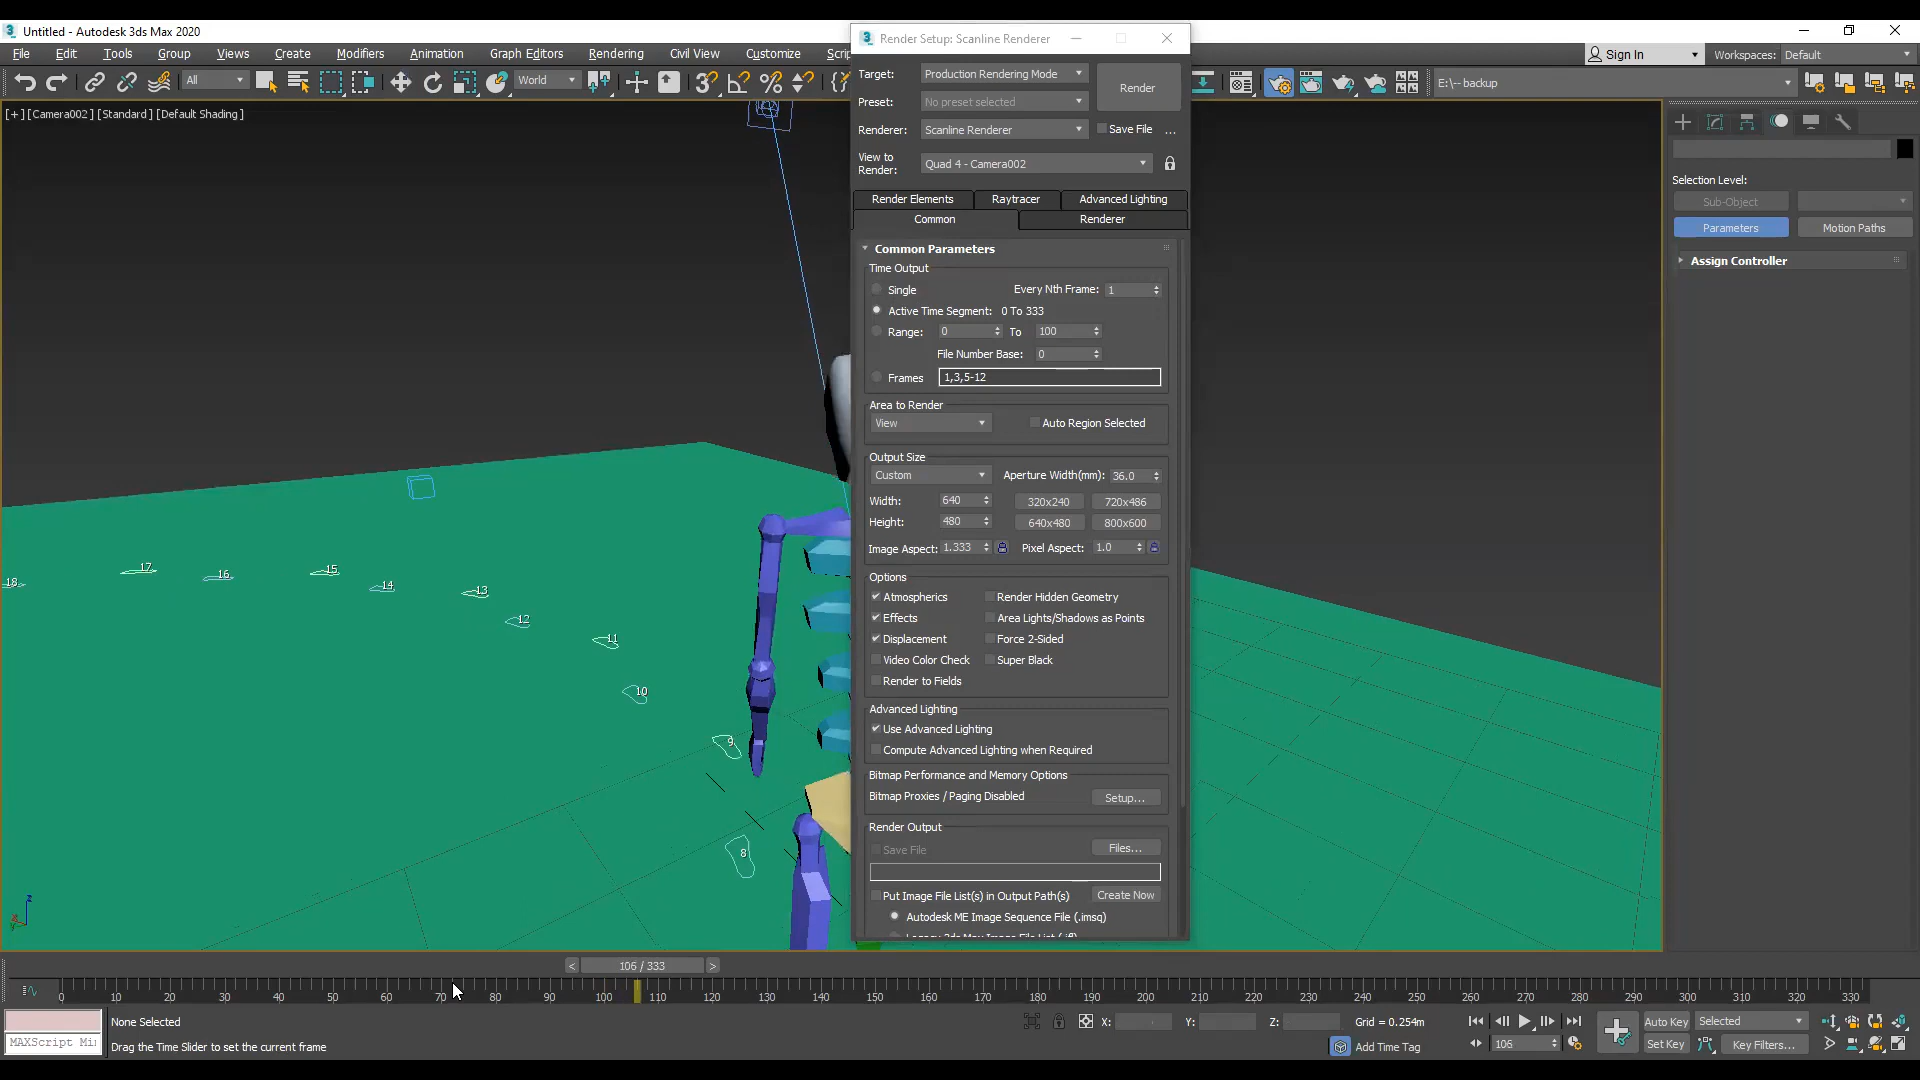 Untitled - Autodesk 3ds Max 2020
File Edit Tools Group Views Create Modifiers Animation Graph Editors Rendering Civil View Customize
Sign In Workspaces: Default
All World E:\-- backup
[+] [Camera002] [Standard] [Default Shading]
18 17 16 15 14 13 12 11 10 9 8
Render Setup: Scanline Renderer
Target: Production Rendering Mode Render
Preset: No preset selected
Renderer: Scanline Renderer Save File ...
View to Render: Quad 4 - Camera002
Render Elements Raytracer Advanced Lighting
Common Renderer
Common Parameters
Time Output
Single Every Nth Frame: 1
Active Time Segment: 0 To 333
Range: 0 To 100
File Number Base: 0
Frames 1,3,5-12
Area to Render
View Auto Region Selected
Output Size
Custom Aperture Width(mm): 36.0
Width: 640 320x240 720x486
Height: 480 640x480 800x600
Image Aspect: 1.333 Pixel Aspect: 1.0
Options
Atmospherics Render Hidden Geometry
Effects Area Lights/Shadows as Points
Displacement Force 2-Sided
Video Color Check Super Black
Render to Fields
Advanced Lighting
Use Advanced Lighting
Compute Advanced Lighting when Required
Bitmap Performance and Memory Options
Bitmap Proxies / Paging Disabled Setup...
Render Output
Save File Files...
Put Image File List(s) in Output Path(s) Create Now
Autodesk ME Image Sequence File (.imsq)
Selection Level:
Sub-Object
Parameters Motion Paths
Assign Controller
< 106 / 333 >
0 10 20 30 40 50 60 70 80 90 100 110 120 130 140 150 160 170 180 190 200 210 220 230 240 250 260 270 280 290 300 310 320 330
None Selected X: Y: Z: Grid = 0.254m Auto Key Selected
MAXScript Mi Drag the Time Slider to set the current frame Add Time Tag 106 Set Key Key Filters...